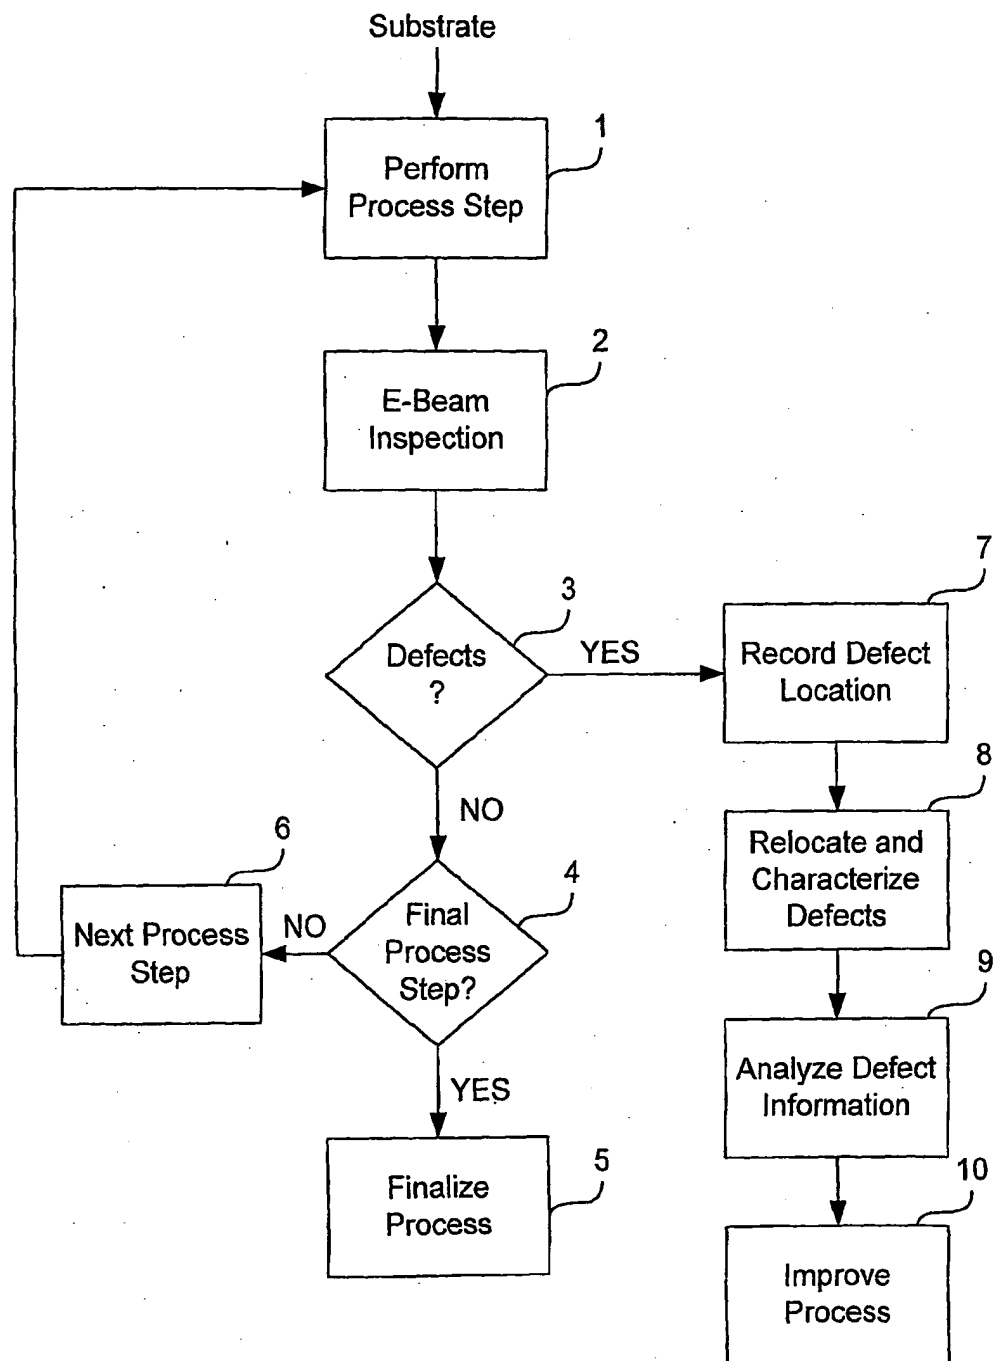 Substrate
1
Perform
Process Step
2
E-Beam
Inspection
3
Defects
?
YES
NO
7
Record Defect
Location
8
Relocate and
Characterize
Defects
6
Next Process
Step
NO
4
Final
Process
Step?
YES
9
Analyze Defect
Information
5
Finalize
Process
10
Improve
Process